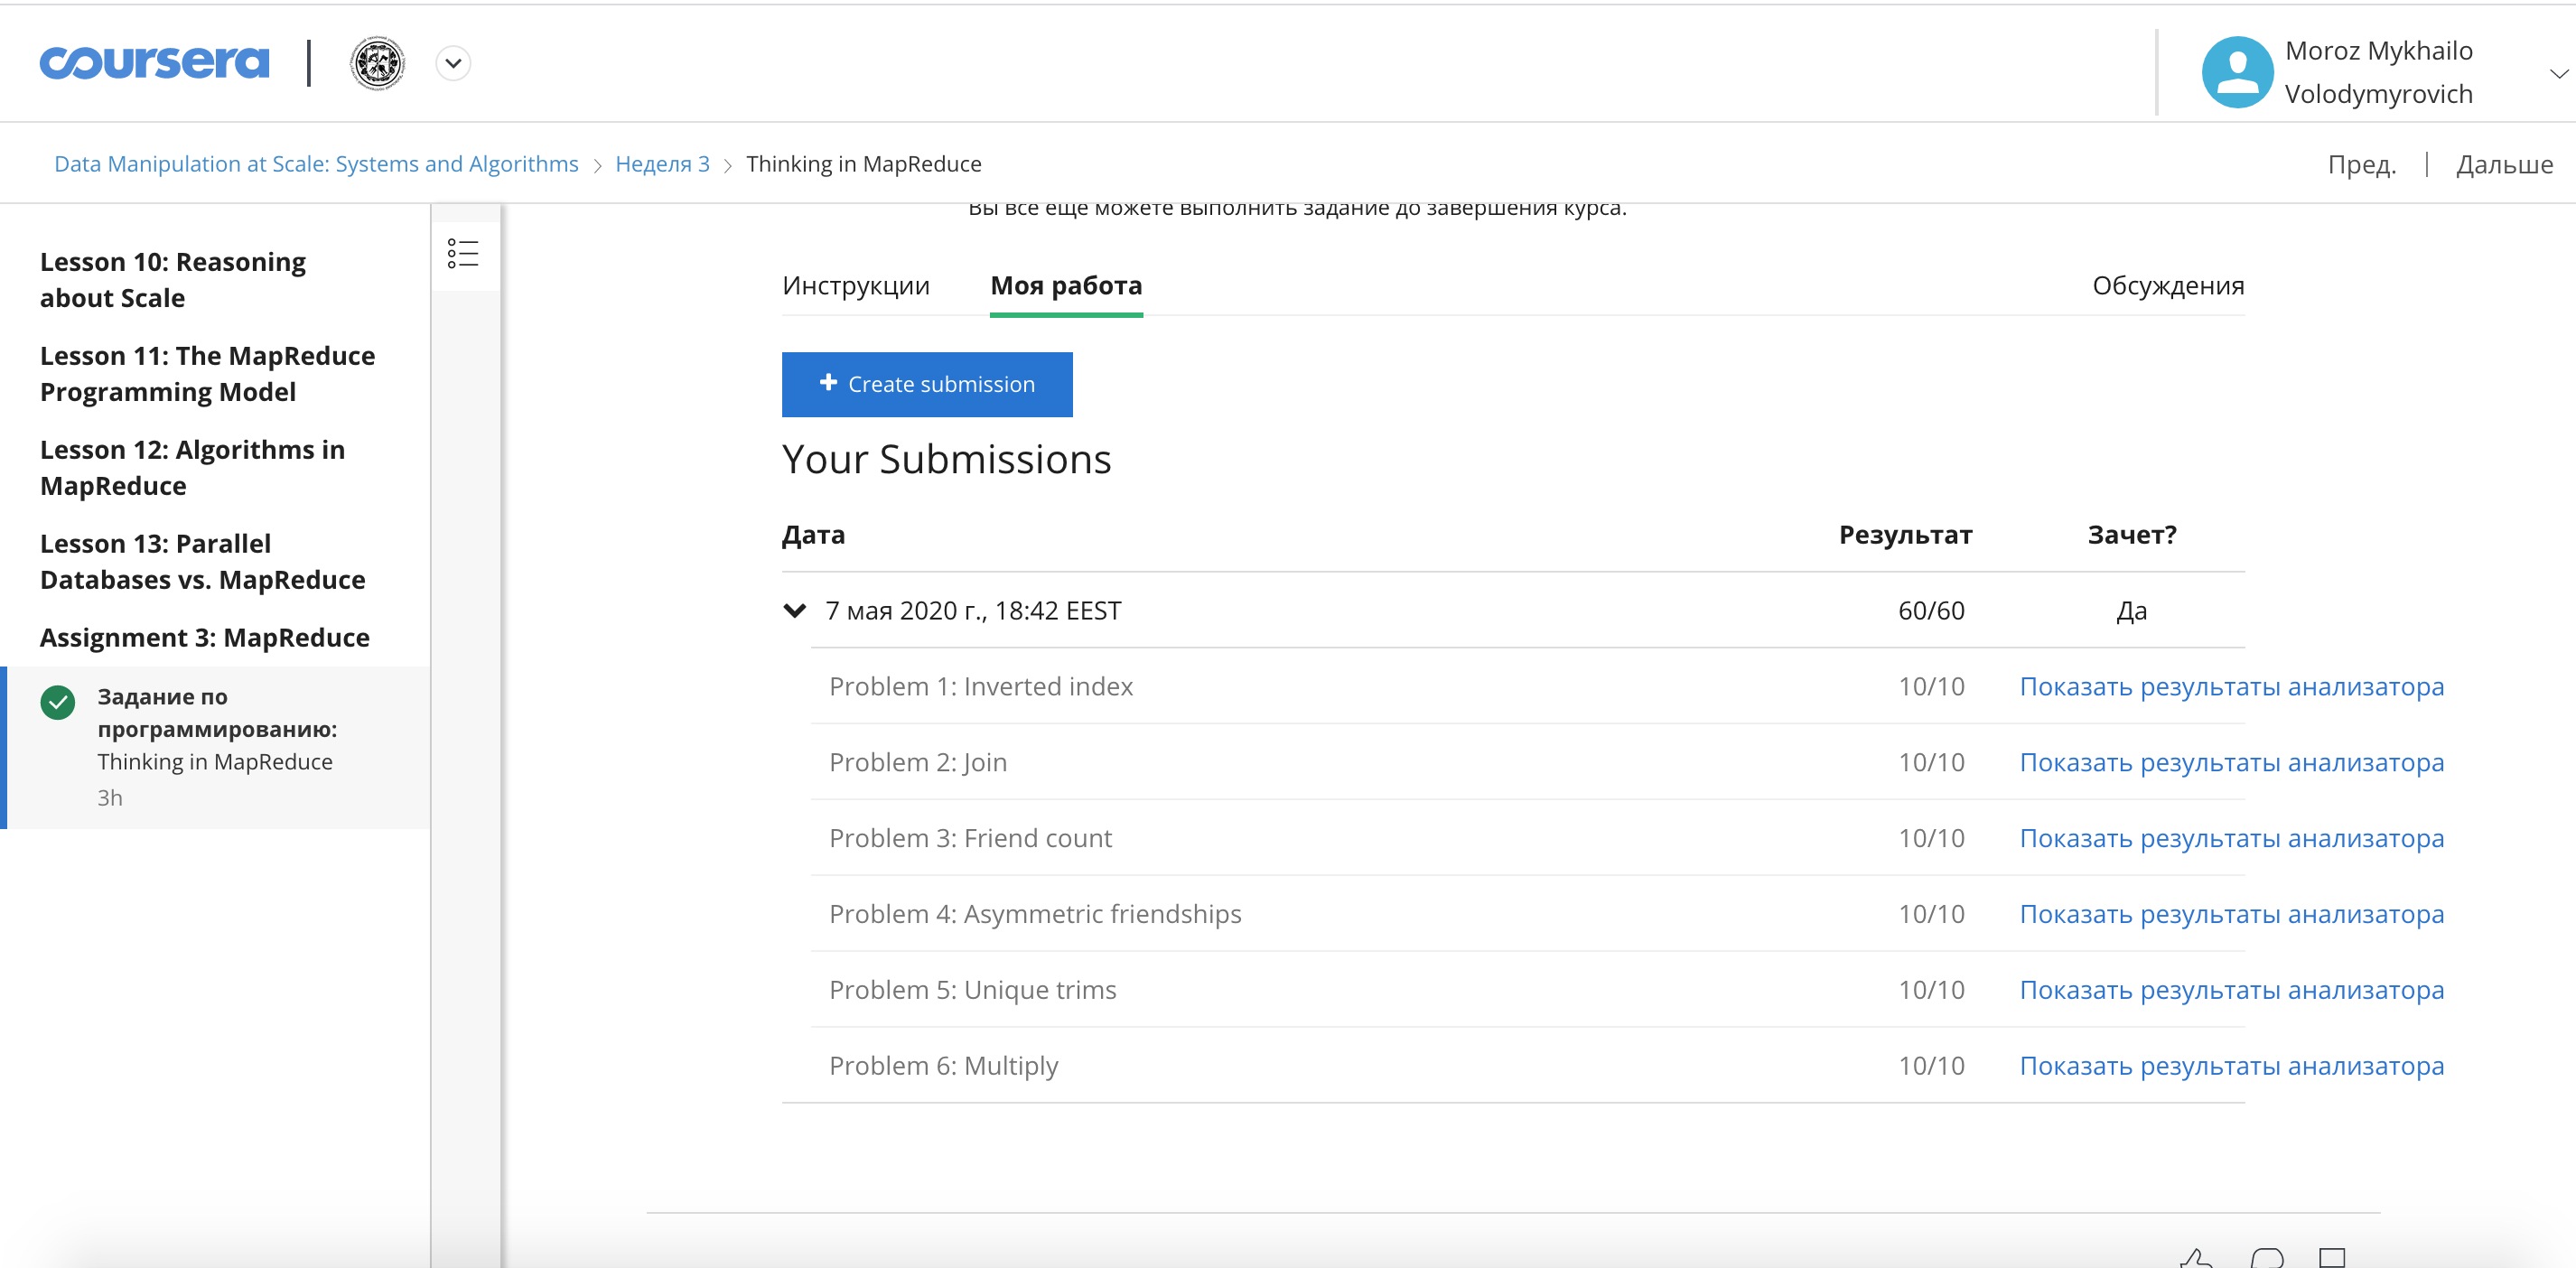 coursera
Moroz Mykhailo
Volodymyrovich
Data Manipulation at Scale: Systems and Algorithms > Неделя 3 > Thinking in MapReduce
Пред. | Дальше
Lesson 10: Reasoning
about Scale
Lesson 11: The MapReduce
Programming Model
Lesson 12: Algorithms in
MapReduce
Lesson 13: Parallel
Databases vs. MapReduce
Assignment 3: MapReduce
Задание по
программированию:
Thinking in MapReduce
3h
Вы все еще можете выполнить задание до завершения курса.
Инструкции Моя работа Обсуждения
+ Create submission
Your Submissions
Дата Результат Зачет?
7 мая 2020 г., 18:42 EEST 60/60 Да
Problem 1: Inverted index 10/10 Показать результаты анализатора
Problem 2: Join 10/10 Показать результаты анализатора
Problem 3: Friend count 10/10 Показать результаты анализатора
Problem 4: Asymmetric friendships 10/10 Показать результаты анализатора
Problem 5: Unique trims 10/10 Показать результаты анализатора
Problem 6: Multiply 10/10 Показать результаты анализатора